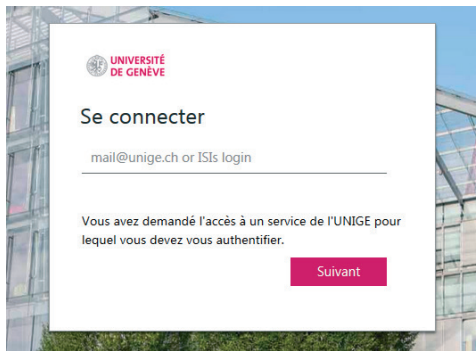 UNIVERSITÉ
DE GENÈVE
Se connecter
mail@unige.ch or ISIs login
Vous avez demandé l'accès à un service de l'UNIGE pour
lequel vous devez vous authentifier.
Suivant